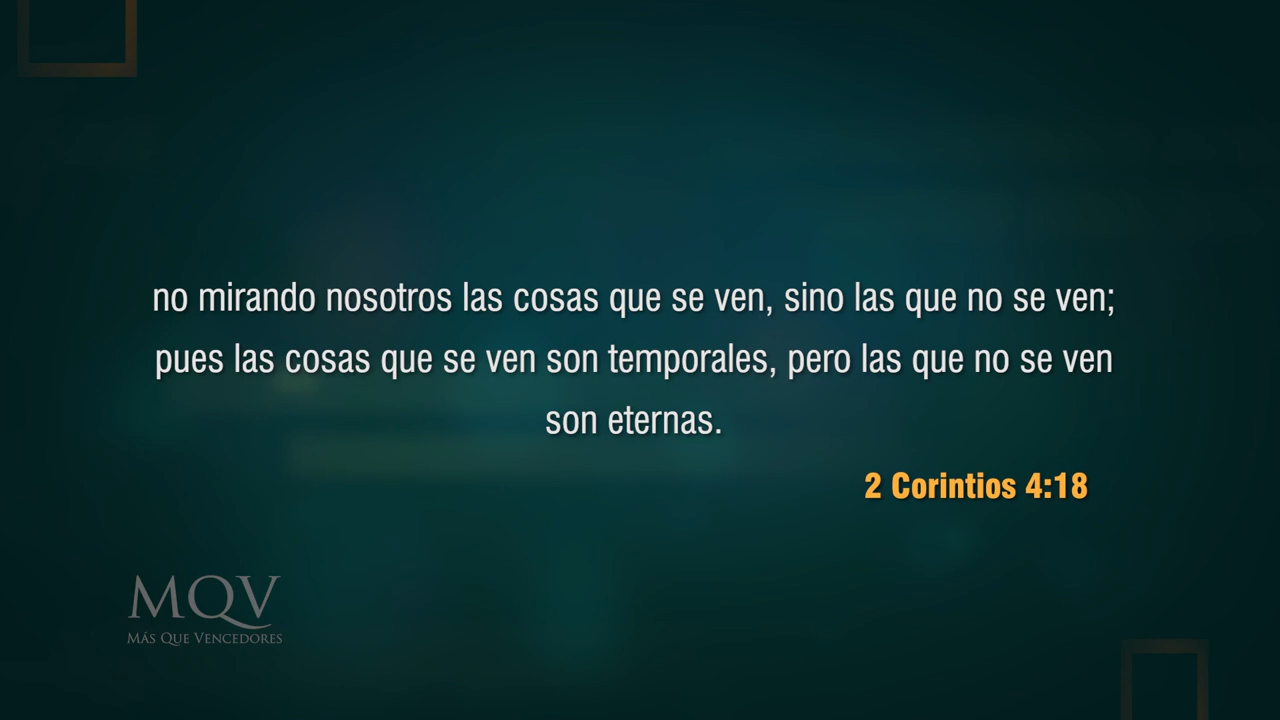 no mirando nosotros las cosas que se ven, sino las que no se ven;
pues las cosas que se ven son temporales, pero las que no se ven
son eternas.
2 Corintios 4:18
MQV
MÁS QUE VENCEDORES